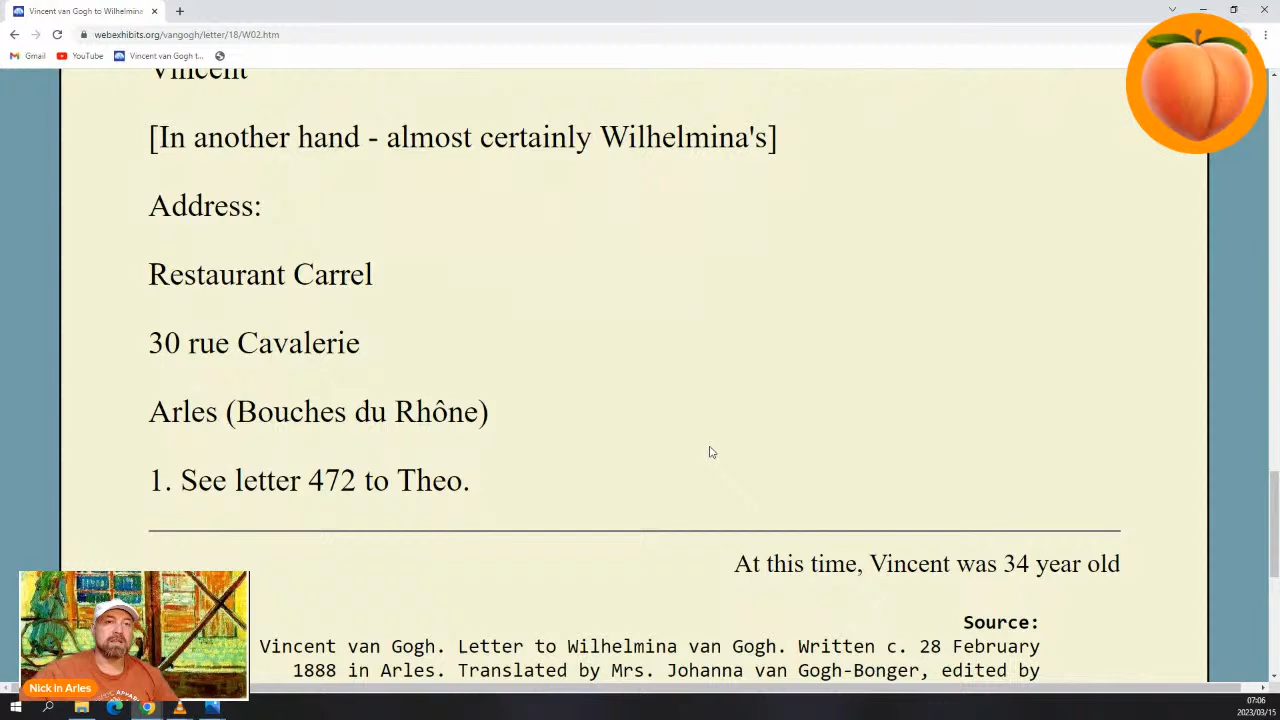 Vincent van Gogh to Wilhelmina
webexhibits.org/vangogh/letter/18/W02.htm
Gmail
YouTube
Vincent van Gogh t...
Vincent
[In another hand - almost certainly Wilhelmina's]
Address:
Restaurant Carrel
30 rue Cavalerie
Arles (Bouches du Rhône)
1. See letter 472 to Theo.
At this time, Vincent was 34 year old
Source:
Vincent van Gogh. Letter to Wilhelmina van Gogh. Written c. 28 February
1888 in Arles. Translated by Mrs. Johanna van Gogh-Bonger, edited by
Nick in Arles
07:06
2023/03/15